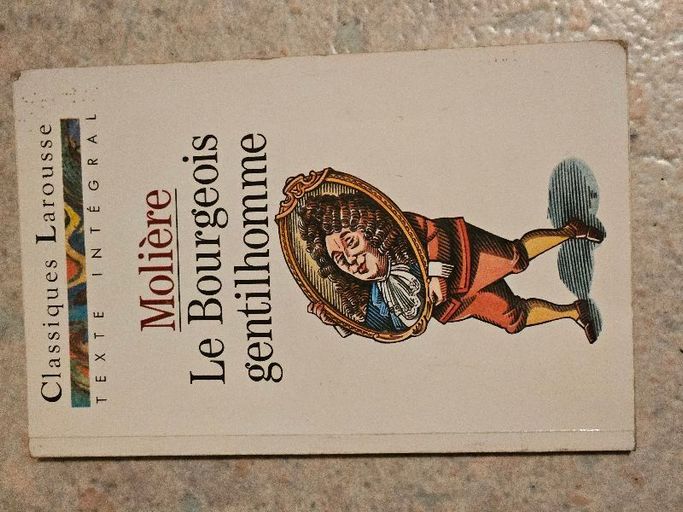 Classiques Larousse
TEXTE INTÉGRAL
Molière
Le Bourgeois
gentilhomme